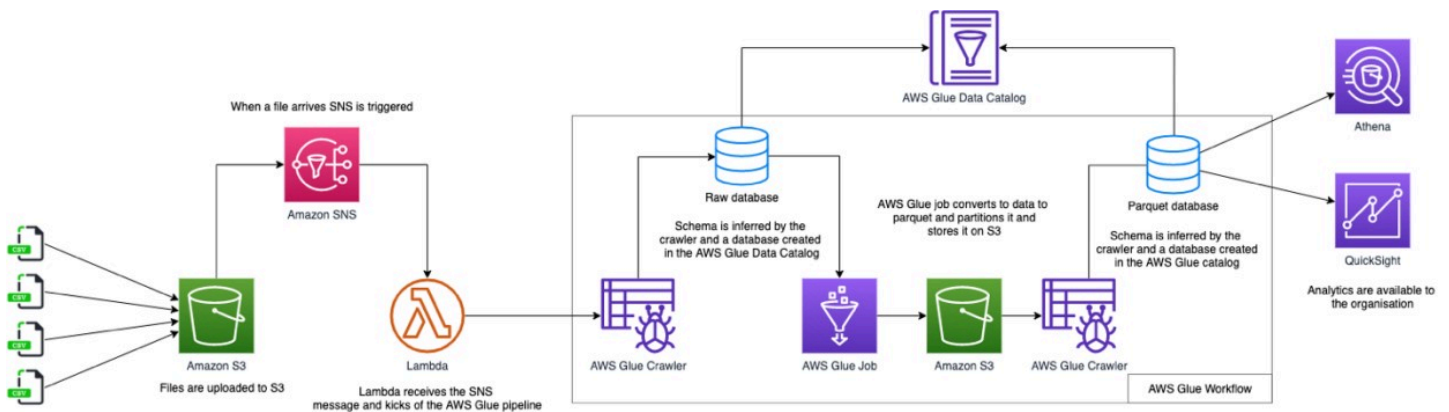 AWS Glue Data Catalog
When a file arrives SNS is triggered
Amazon SNS
Athena
Raw database
Schema is inferred by the
crawler and a database created
in the AWS Glue Data Catalog
AWS Glue job converts to data to
parquet and partitions it and
stores it on S3
Parquet database
Schema is inferred by the
crawler and a database created
in the AWS Glue catalog
QuickSight
Analytics are available to
the organisation
CSV
CSV
CSV
CSV
Amazon S3
Files are uploaded to S3
Lambda
Lambda receives the SNS
message and kicks of the AWS Glue pipeline
AWS Glue Crawler
AWS Glue Job
Amazon S3
AWS Glue Crawler
AWS Glue Workflow